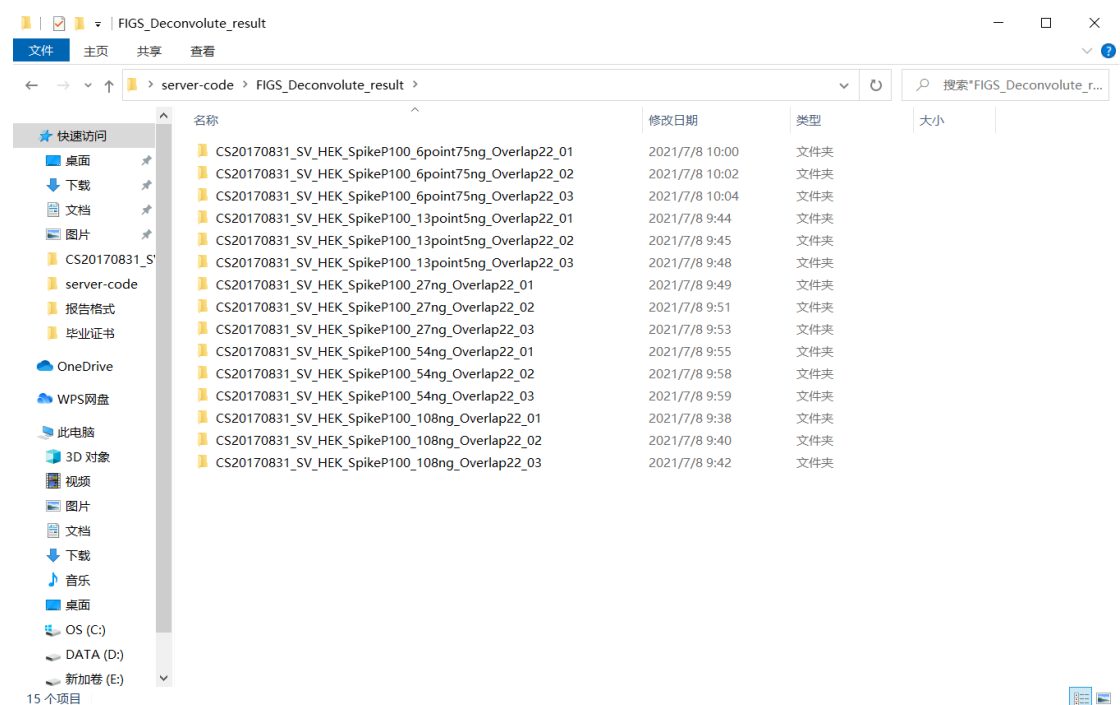 FIGS_Deconvolute_result
文件 主页 共享 查看
server-code FIGS_Deconvolute_result 搜索"FIGS_Deconvolute_r...
名称 修改日期 类型 大小
快速访问
桌面
下载
文档
图片
CS20170831_S
server-code
报告格式
毕业证书
OneDrive
WPS网盘
此电脑
3D 对象
视频
图片
文档
下载
音乐
桌面
OS (C:)
DATA (D:)
新加卷 (E:)
CS20170831_SV_HEK_SpikeP100_6point75ng_Overlap22_01 2021/7/8 10:00 文件夹
CS20170831_SV_HEK_SpikeP100_6point75ng_Overlap22_02 2021/7/8 10:02 文件夹
CS20170831_SV_HEK_SpikeP100_6point75ng_Overlap22_03 2021/7/8 10:04 文件夹
CS20170831_SV_HEK_SpikeP100_13point5ng_Overlap22_01 2021/7/8 9:44 文件夹
CS20170831_SV_HEK_SpikeP100_13point5ng_Overlap22_02 2021/7/8 9:45 文件夹
CS20170831_SV_HEK_SpikeP100_13point5ng_Overlap22_03 2021/7/8 9:48 文件夹
CS20170831_SV_HEK_SpikeP100_27ng_Overlap22_01 2021/7/8 9:49 文件夹
CS20170831_SV_HEK_SpikeP100_27ng_Overlap22_02 2021/7/8 9:51 文件夹
CS20170831_SV_HEK_SpikeP100_27ng_Overlap22_03 2021/7/8 9:53 文件夹
CS20170831_SV_HEK_SpikeP100_54ng_Overlap22_01 2021/7/8 9:55 文件夹
CS20170831_SV_HEK_SpikeP100_54ng_Overlap22_02 2021/7/8 9:58 文件夹
CS20170831_SV_HEK_SpikeP100_54ng_Overlap22_03 2021/7/8 9:59 文件夹
CS20170831_SV_HEK_SpikeP100_108ng_Overlap22_01 2021/7/8 9:38 文件夹
CS20170831_SV_HEK_SpikeP100_108ng_Overlap22_02 2021/7/8 9:40 文件夹
CS20170831_SV_HEK_SpikeP100_108ng_Overlap22_03 2021/7/8 9:42 文件夹
15 个项目